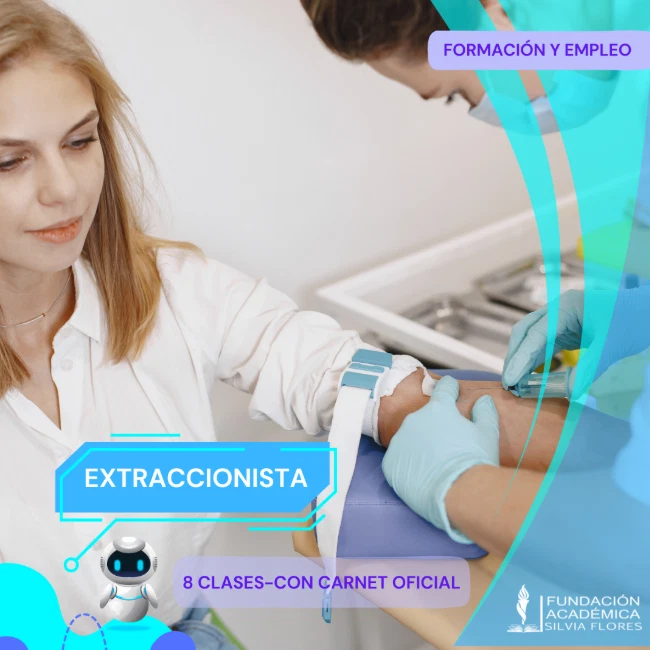 FORMACIÓN Y EMPLEO
EXTRACCIONISTA
8 CLASES-CON CARNET OFICIAL
FUNDACIÓN
ACADÉMICA
SILVIA FLORES